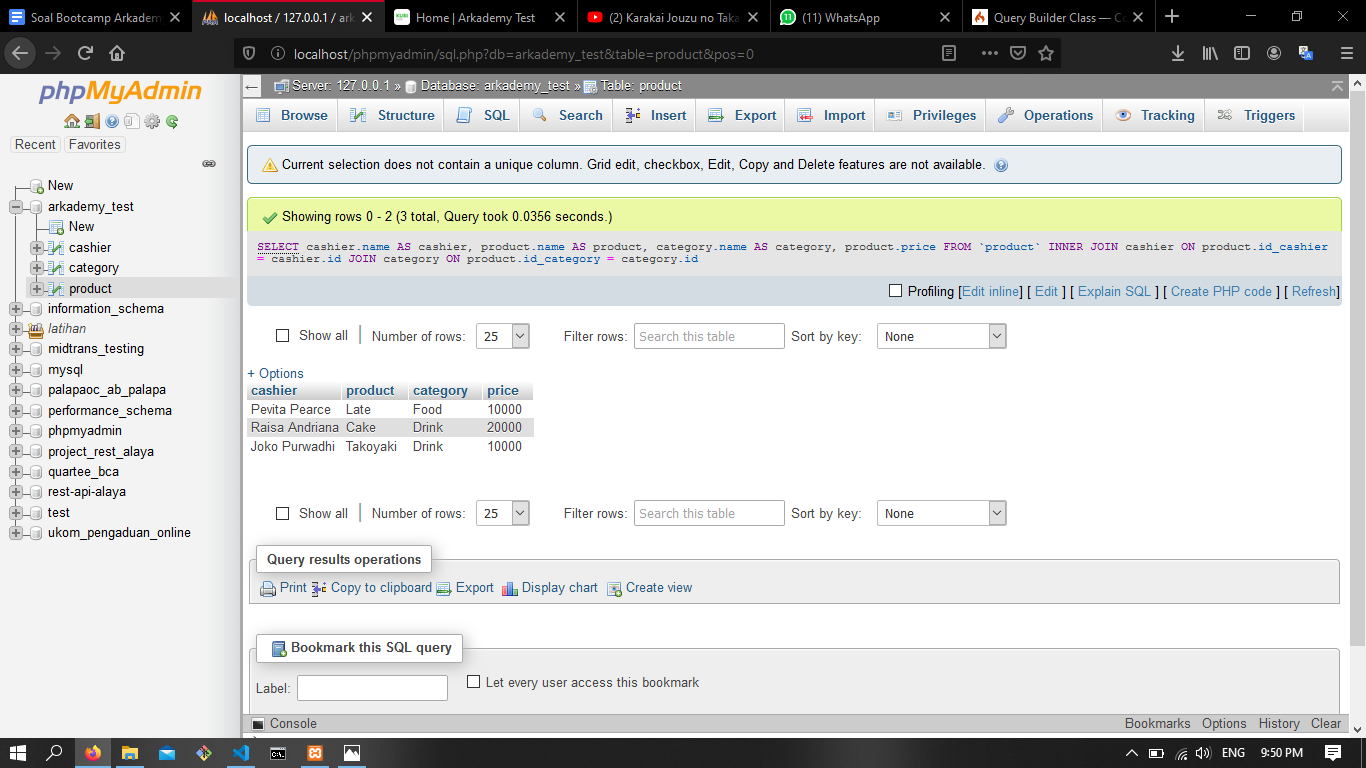 Soal Bootcamp Arkadem
localhost / 127.0.0.1 / ark
Home | Arkademy Test
(2) Karakai Jouzu no Taka
(11) WhatsApp
Query Builder Class — Co
localhost/phpmyadmin/sql.php?db=arkademy_test&table=product&pos=0
phpMyAdmin
Recent Favorites
New
arkademy_test
New
cashier
category
product
information_schema
latihan
midtrans_testing
mysql
palapaoc_ab_palapa
performance_schema
phpmyadmin
project_rest_alaya
quartee_bca
rest-api-alaya
test
ukom_pengaduan_online
Server: 127.0.0.1 » Database: arkademy_test » Table: product
Browse Structure SQL Search Insert Export Import Privileges Operations Tracking Triggers
Current selection does not contain a unique column. Grid edit, checkbox, Edit, Copy and Delete features are not available.
Showing rows 0 - 2 (3 total, Query took 0.0356 seconds.)
SELECT cashier.name AS cashier, product.name AS product, category.name AS category, product.price FROM `product` INNER JOIN cashier ON product.id_cashier
= cashier.id JOIN category ON product.id_category = category.id
Profiling [Edit inline] [ Edit ] [ Explain SQL ] [ Create PHP code ] [ Refresh]
Show all | Number of rows: 25 Filter rows: Search this table Sort by key: None
+ Options
cashier product category price
Pevita Pearce Late Food 10000
Raisa Andriana Cake Drink 20000
Joko Purwadhi Takoyaki Drink 10000
Show all | Number of rows: 25 Filter rows: Search this table Sort by key: None
Query results operations
Print Copy to clipboard Export Display chart Create view
Bookmark this SQL query
Label: Let every user access this bookmark
Console Bookmarks Options History Clear
ENG 9:50 PM